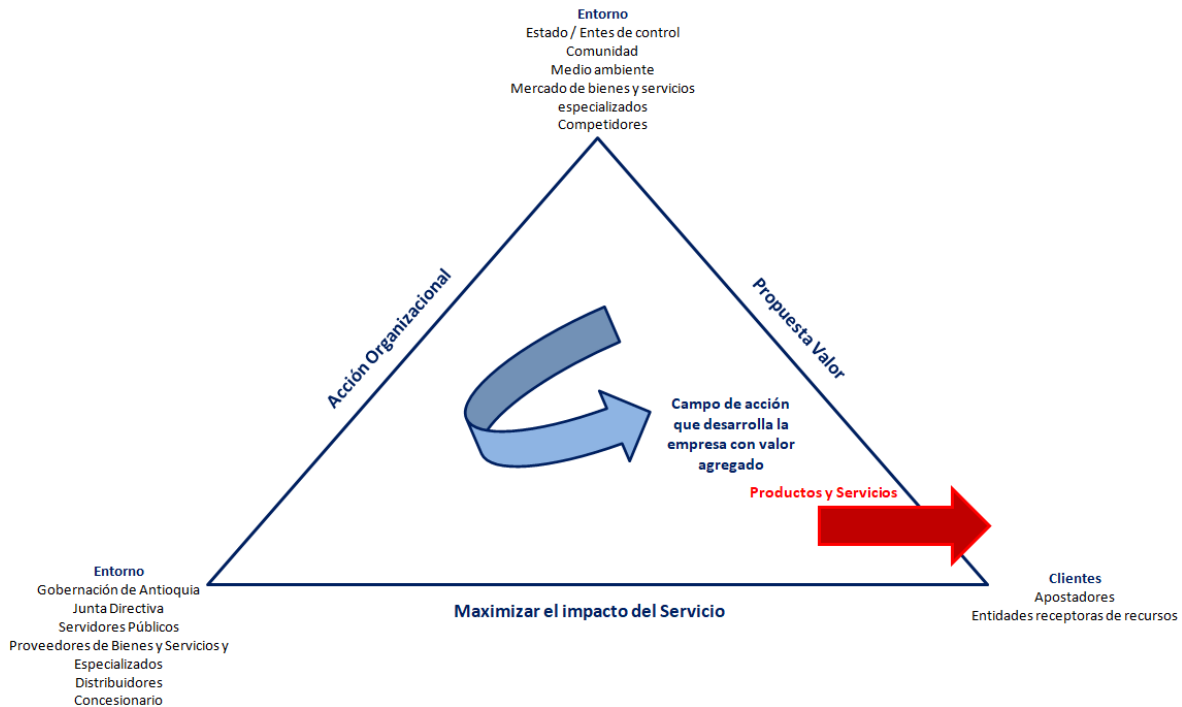 Entorno
Estado / Entes de control
Comunidad
Medio ambiente
Mercado de bienes y servicios
especializados
Competidores
Acción Organizacional
Propuesta Valor
Campo de acción
que desarrolla la
empresa con valor
agregado
Productos y Servicios
Entorno
Gobernación de Antioquia
Junta Directiva
Servidores Públicos
Proveedores de Bienes y Servicios y
Especializados
Distribuidores
Concesionario
Maximizar el impacto del Servicio
Clientes
Apostadores
Entidades receptoras de recursos